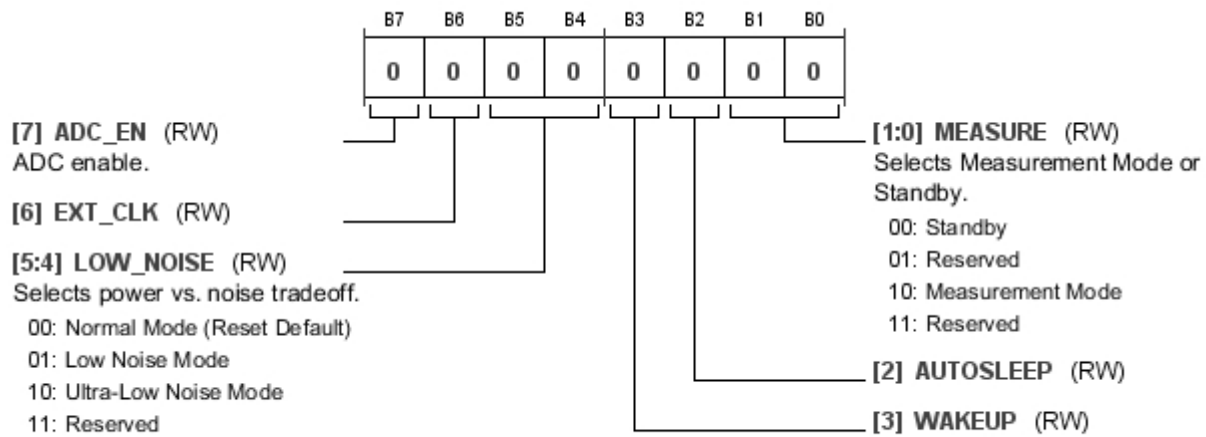 B7 B6 B5 B4 B3 B2 B1 B0
0 0 0 0 0 0 0 0
[7] ADC_EN (RW)
ADC enable.
[6] EXT_CLK (RW)
[5:4] LOW_NOISE (RW)
Selects power vs. noise tradeoff.
00: Normal Mode (Reset Default)
01: Low Noise Mode
10: Ultra-Low Noise Mode
11: Reserved
[1:0] MEASURE (RW)
Selects Measurement Mode or
Standby.
00: Standby
01: Reserved
10: Measurement Mode
11: Reserved
[2] AUTOSLEEP (RW)
[3] WAKEUP (RW)